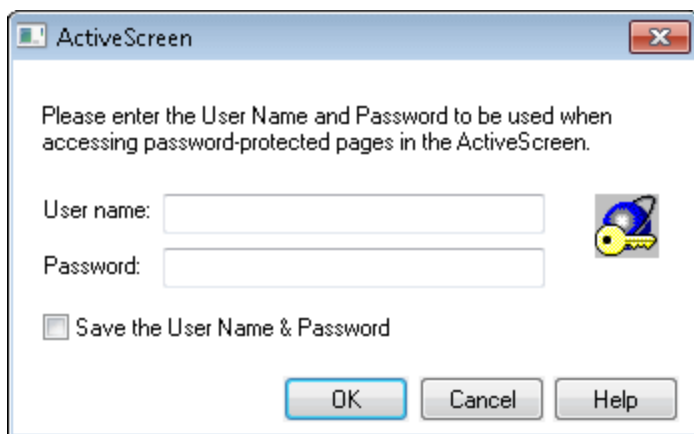 ActiveScreen
Please enter the User Name and Password to be used when
accessing password-protected pages in the ActiveScreen.
User name:
Password:
Save the User Name & Password
OK Cancel Help